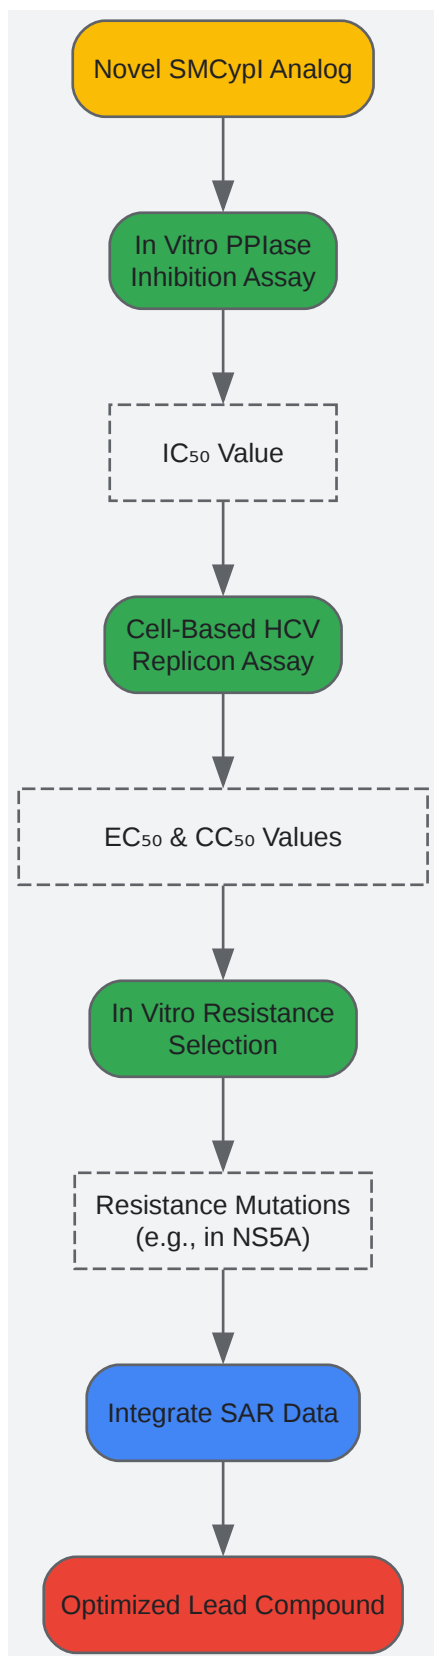 Novel SMCypI Analog
In Vitro PPIase
Inhibition Assay
IC₅₀ Value
Cell-Based HCV
Replicon Assay
EC₅₀ & CC₅₀ Values
In Vitro Resistance
Selection
Resistance Mutations
(e.g., in NS5A)
Integrate SAR Data
Optimized Lead Compound